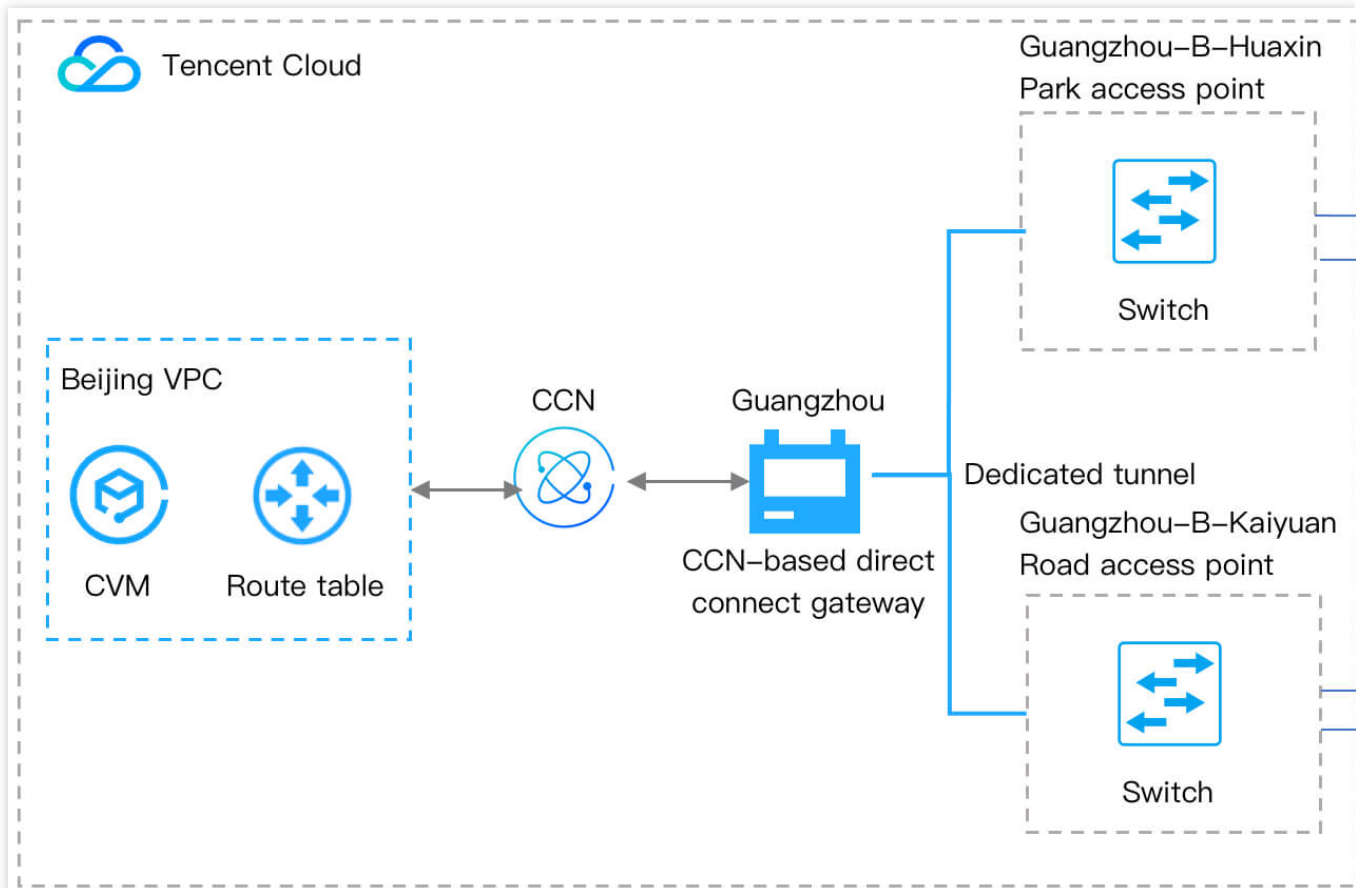 Tencent Cloud
Guangzhou-B-Huaxin
Park access point
Switch
Beijing VPC
CVM
Route table
CCN
Guangzhou
CCN-based direct
connect gateway
Dedicated tunnel
Guangzhou-B-Kaiyuan
Road access point
Switch